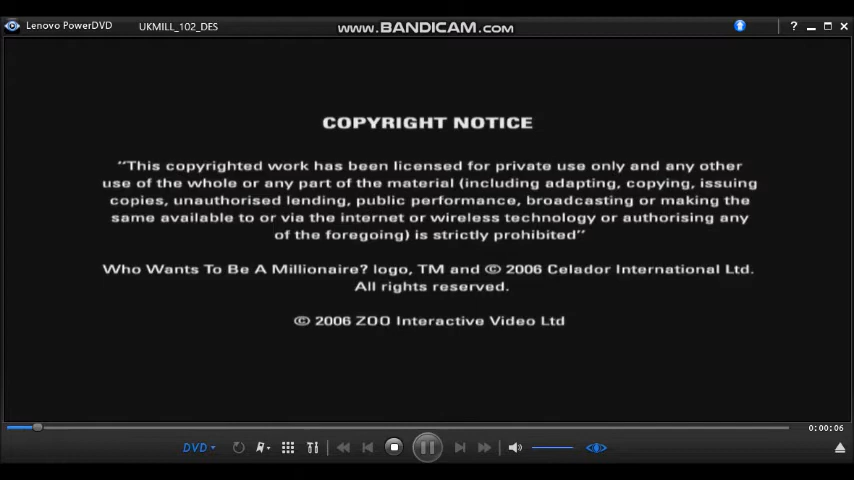 Lenovo PowerDVD
UKMILL_102_DES
www.BANDICAM.com
?
COPYRIGHT NOTICE
"This copyrighted work has been licensed for private use only and any other
use of the whole or any part of the material (including adapting, copying, issuing
copies, unauthorised lending, public performance, broadcasting or making the
same available to or via the internet or wireless technology or authorising any
of the foregoing) is strictly prohibited"
Who Wants To Be A Millionaire? logo, TM and © 2006 Celador International Ltd.
All rights reserved.
© 2006 ZOO Interactive Video Ltd
0:00:06
DVD